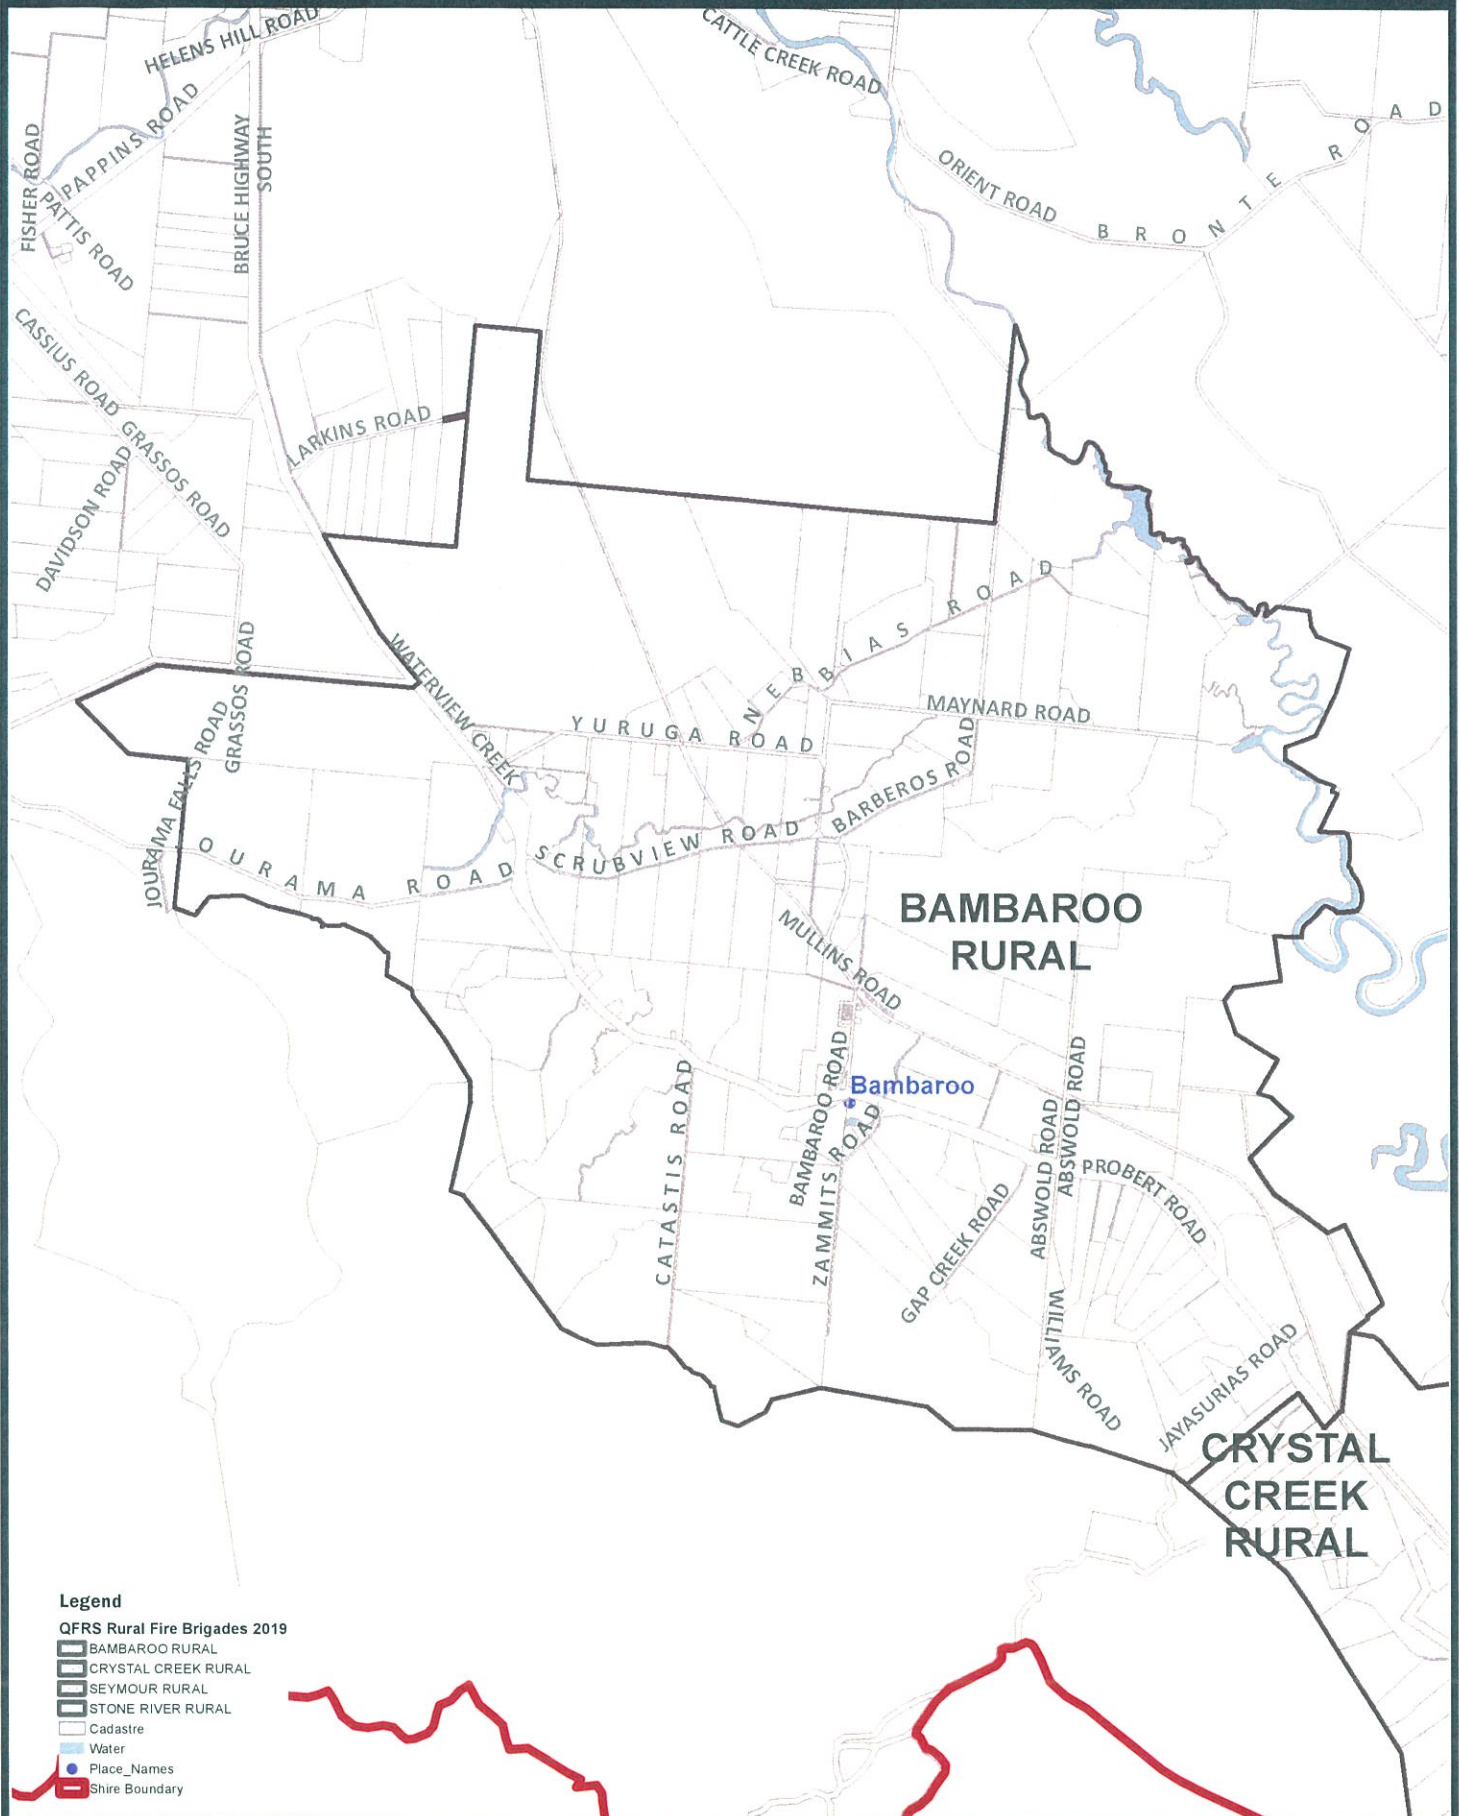 HELENS HILL ROAD
CATTLE CREEK ROAD
PAPPINS ROAD
FISHER ROAD
PATTIS ROAD
BRUCE HIGHWAY
SOUTH
ORIENT ROAD
BRONTE ROAD
CASSIUS ROAD
GRASSOS ROAD
LARKINS ROAD
DAVIDSON ROAD
GRASSOS ROAD
WATERVIEW CREEK
NEBBIAS ROAD
MAYNARD ROAD
YURUGA ROAD
JOURAMA FALLS ROAD
OURAMA ROAD
SCRUBVIEW ROAD
BARBEROS ROAD
BAMBAROO
RURAL
MULLINS ROAD
Bambaroo
BAMBAROO ROAD
ZAMMITS ROAD
CATASTIS ROAD
ABSWOLD ROAD
ABSWOLD ROAD
PROBERT ROAD
GAP CREEK ROAD
WILLIAMS ROAD
JAYASURIAS ROAD
CRYSTAL
CREEK
RURAL
Legend
QFRS Rural Fire Brigades 2019
BAMBAROO RURAL
CRYSTAL CREEK RURAL
SEYMOUR RURAL
STONE RIVER RURAL
Cadastre
Water
Place_Names
Shire Boundary